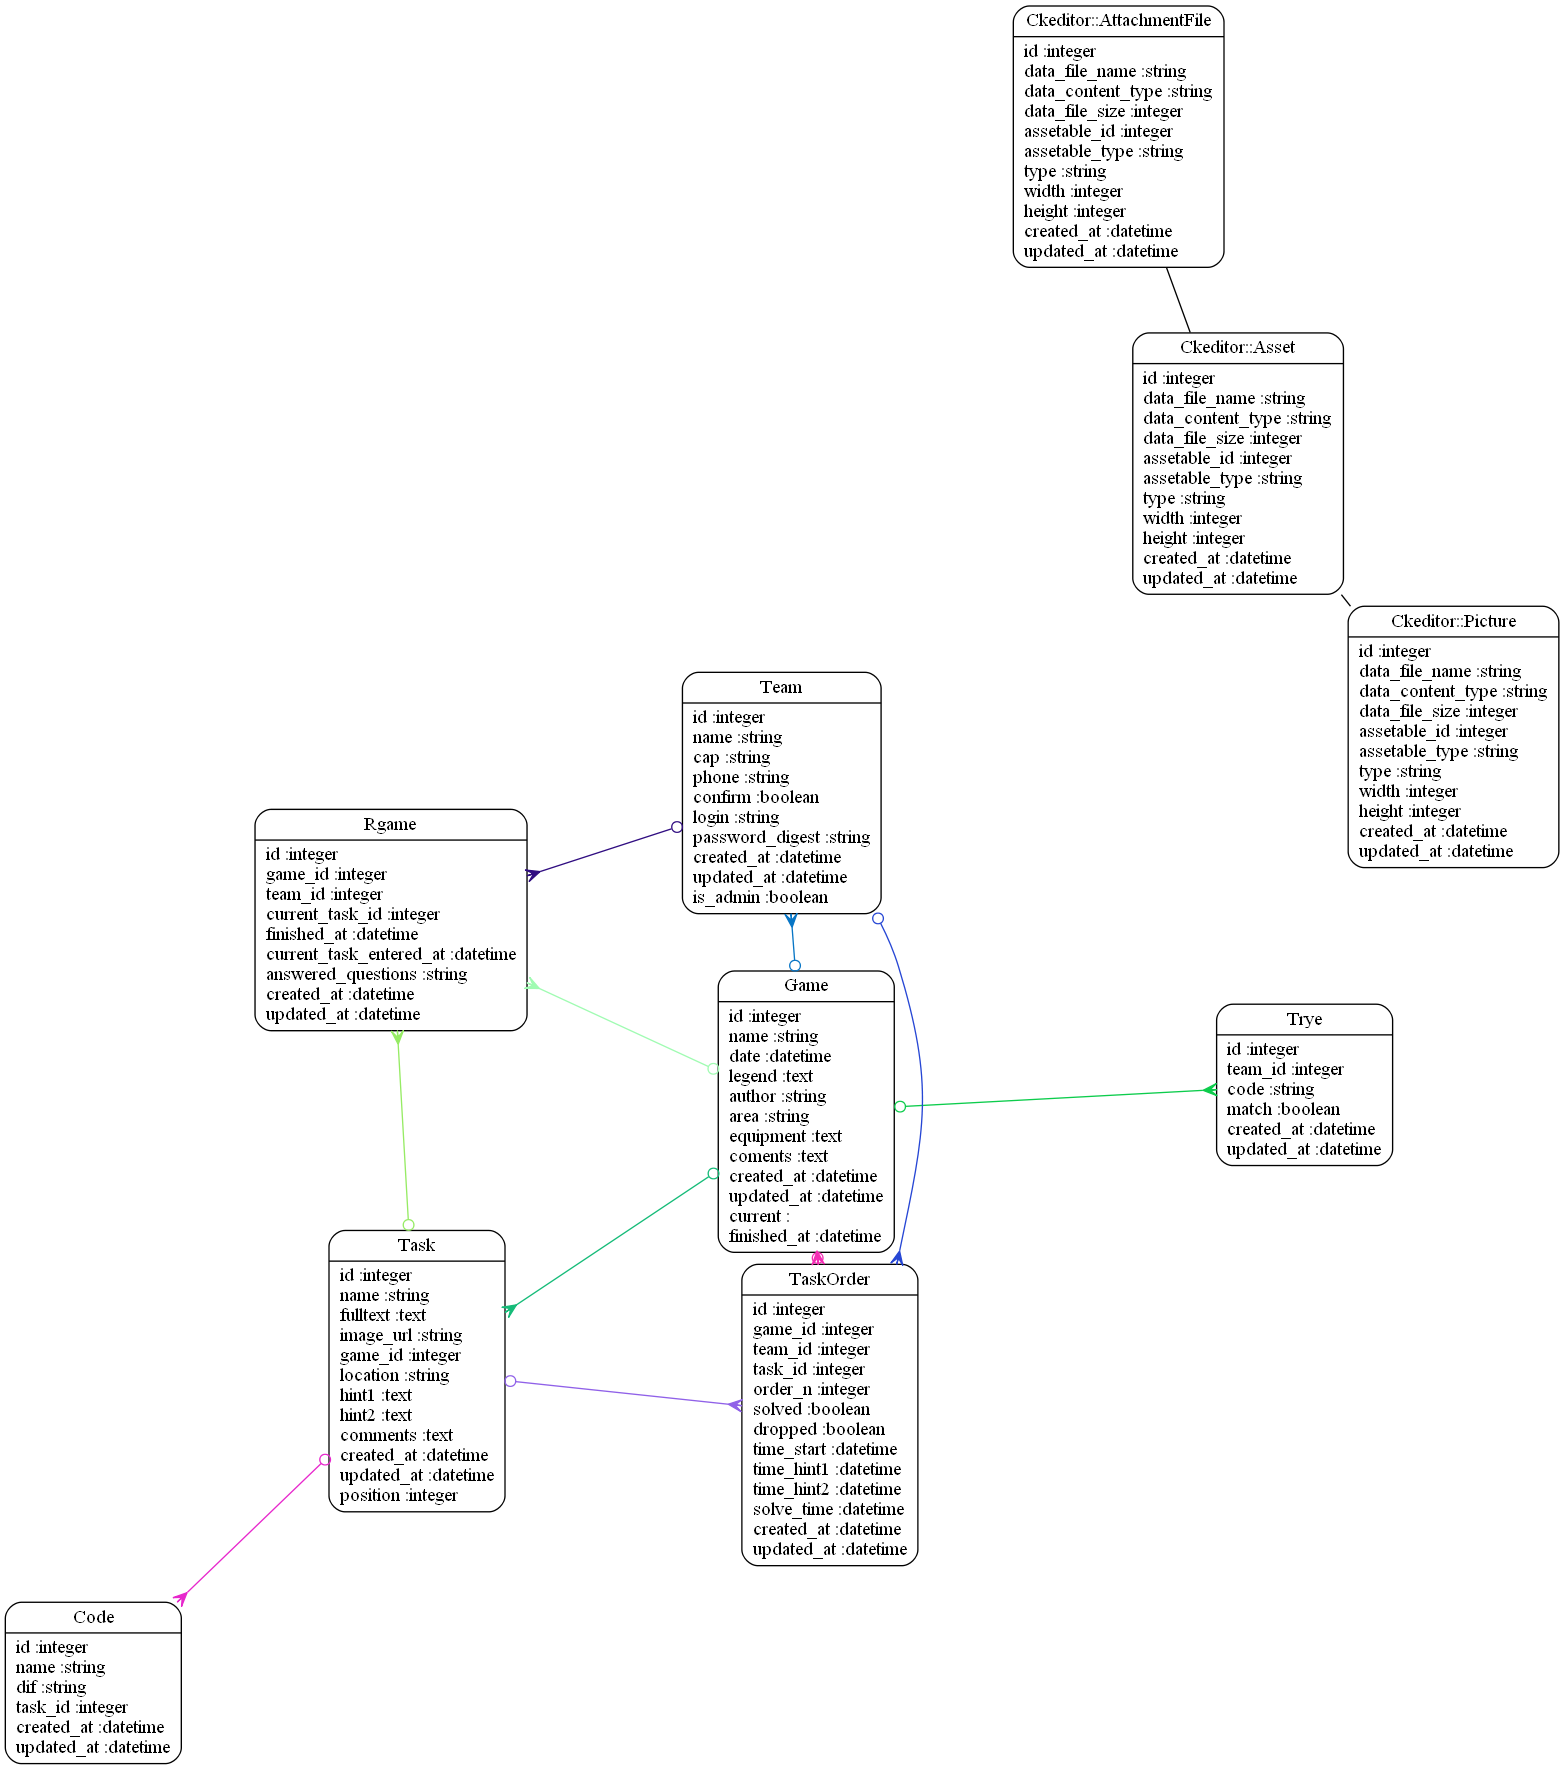 Ckeditor::AttachmentFile
id :integer
data_file_name :string
data_content_type :string
data_file_size :integer
assetable_id :integer
assetable_type :string
type :string
width :integer
height :integer
created_at :datetime
updated_at :datetime
Ckeditor::Asset
id :integer
data_file_name :string
data_content_type :string
data_file_size :integer
assetable_id :integer
assetable_type :string
type :string
width :integer
height :integer
created_at :datetime
updated_at :datetime
Ckeditor::Picture
id :integer
data_file_name :string
data_content_type :string
data_file_size :integer
assetable_id :integer
assetable_type :string
type :string
width :integer
height :integer
created_at :datetime
updated_at :datetime
Team
id :integer
name :string
cap :string
phone :string
confirm :boolean
login :string
password_digest :string
created_at :datetime
updated_at :datetime
is_admin :boolean
Rgame
id :integer
game_id :integer
team_id :integer
current_task_id :integer
finished_at :datetime
current_task_entered_at :datetime
answered_questions :string
created_at :datetime
updated_at :datetime
Game
id :integer
name :string
date :datetime
legend :text
author :string
area :string
equipment :text
coments :text
created_at :datetime
updated_at :datetime
current :
finished_at :datetime
Trye
id :integer
team_id :integer
code :string
match :boolean
created_at :datetime
updated_at :datetime
Task
id :integer
name :string
fulltext :text
image_url :string
game_id :integer
location :string
hint1 :text
hint2 :text
comments :text
created_at :datetime
updated_at :datetime
position :integer
TaskOrder
id :integer
game_id :integer
team_id :integer
task_id :integer
order_n :integer
solved :boolean
dropped :boolean
time_start :datetime
time_hint1 :datetime
time_hint2 :datetime
solve_time :datetime
created_at :datetime
updated_at :datetime
Code
id :integer
name :string
dif :string
task_id :integer
created_at :datetime
updated_at :datetime